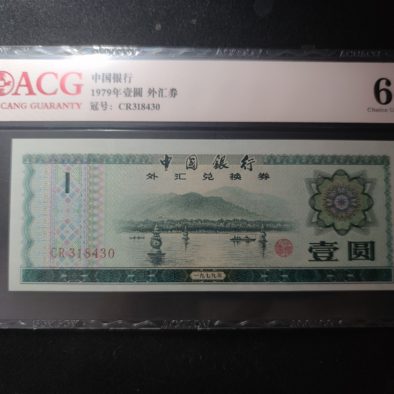 ACG
CANG GUARANTY
中国银行
1979年壹圆 外汇券
冠号：CR318430
6
中国银行
外汇兑换券
1
CR318430
壹圆
一九七九年